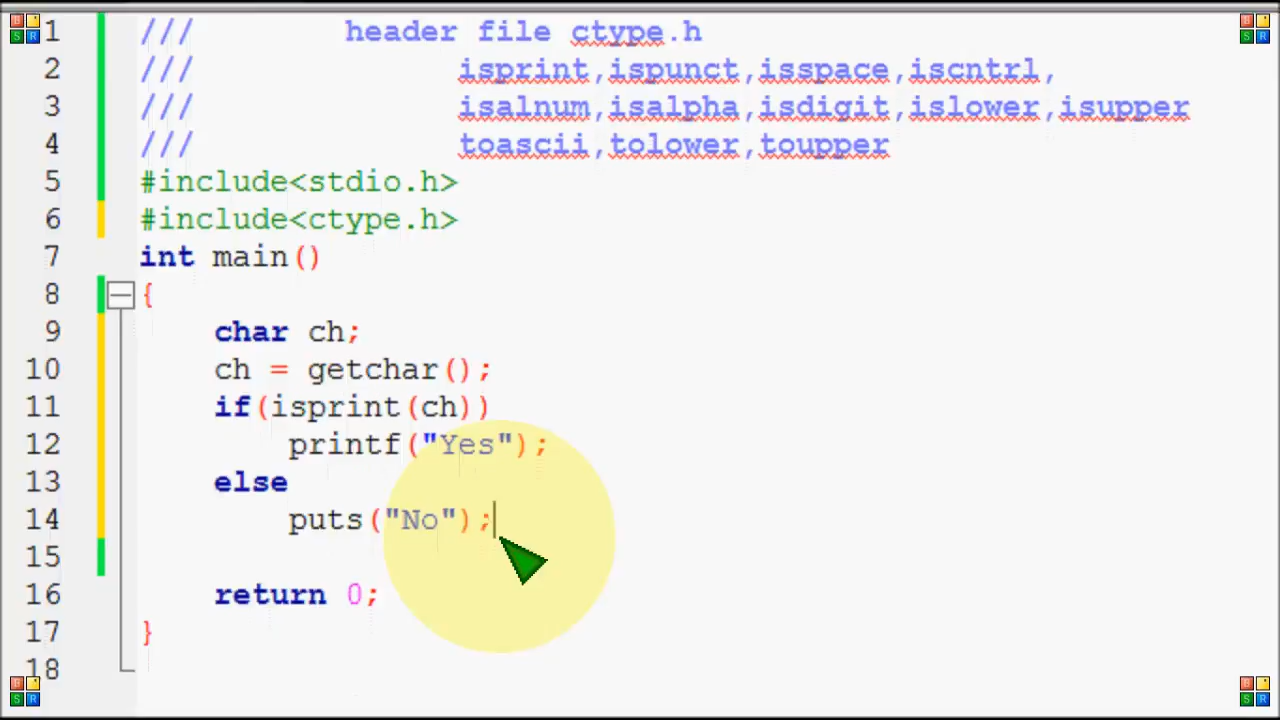 1 /// header file ctype.h
2 /// isprint,ispunct,isspace,iscntrl,
3 /// isalnum,isalpha,isdigit,islower,isupper
4 /// toascii,tolower,toupper
5 #include<stdio.h>
6 #include<ctype.h>
7 int main()
8 {
9 char ch;
10 ch = getchar();
11 if(isprint(ch))
12 printf("Yes");
13 else
14 puts("No");
15
16 return 0;
17 }
18